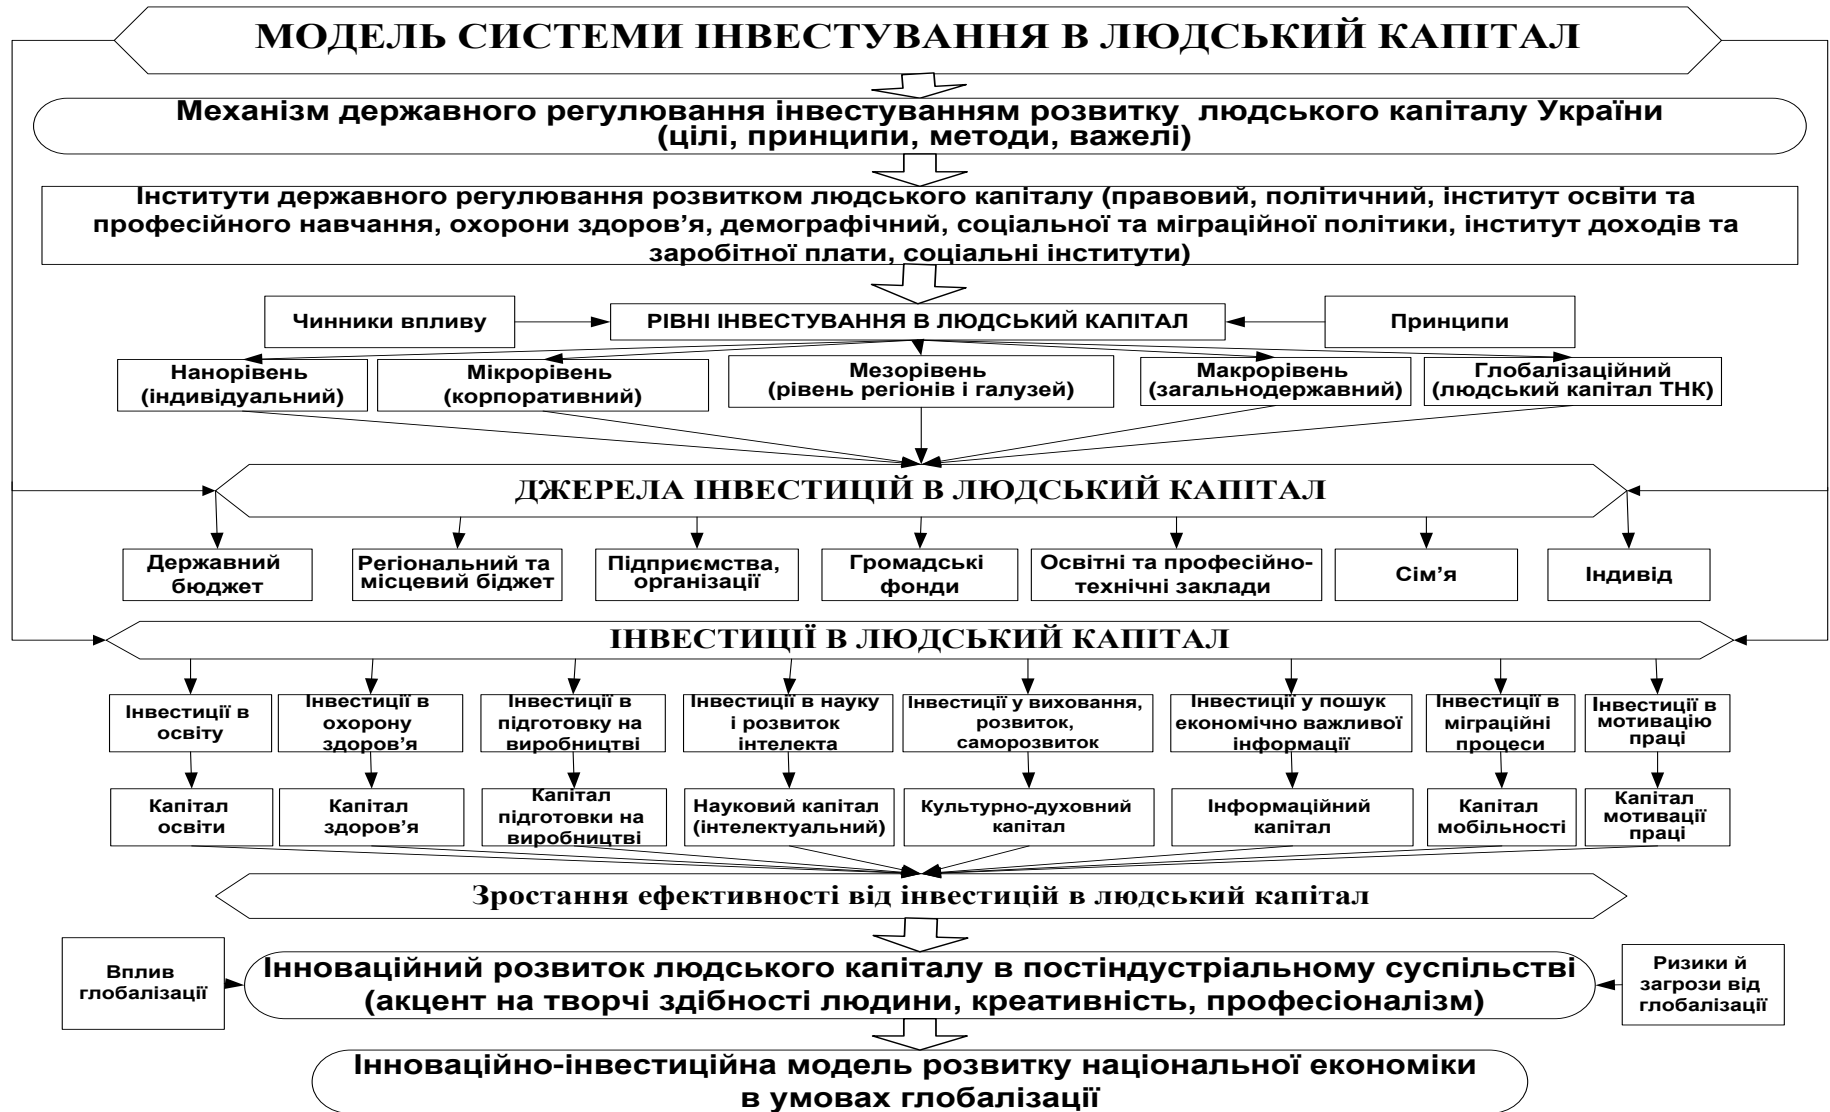 МОДЕЛЬ СИСТЕМИ ІНВЕСТУВАННЯ В ЛЮДСЬКИЙ КАПІТАЛ
Механізм державного регулювання інвестуванням розвитку людського капіталу України
(цілі, принципи, методи, важелі)
Інститути державного регулювання розвитком людського капіталу (правовий, політичний, інститут освіти та
професійного навчання, охорони здоров’я, демографічний, соціальної та міграційної політики, інститут доходів та
заробітної плати, соціальні інститути)
Чинники впливу
РІВНІ ІНВЕСТУВАННЯ В ЛЮДСЬКИЙ КАПІТАЛ
Принципи
Нанорівень
(індивідуальний)
Мікрорівень
(корпоративний)
Мезорівень
(рівень регіонів і галузей)
Макрорівень
(загальнодержавний)
Глобалізаційний
(людський капітал ТНК)
ДЖЕРЕЛА ІНВЕСТИЦІЙ В ЛЮДСЬКИЙ КАПІТАЛ
Державний
бюджет
Регіональний та
місцевий біджет
Підприємства,
організації
Громадські
фонди
Освітні та професійно-
технічні заклади
Сім’я
Індивід
ІНВЕСТИЦІЇ В ЛЮДСЬКИЙ КАПІТАЛ
Інвестиції в
освіту
Інвестиції в
охорону
здоров’я
Інвестиції в
підготовку на
виробництві
Інвестиції в науку
і розвиток
інтелекта
Інвестиції у виховання,
розвиток,
саморозвиток
Інвестиції у пошук
економічно важливої
інформації
Інвестиції в
міграційні
процеси
Інвестиції в
мотивацію
праці
Капітал
освіти
Капітал
здоров’я
Капітал
підготовки на
виробництві
Науковий капітал
(інтелектуальний)
Культурно-духовний
капітал
Інформаційний
капітал
Капітал
мобільності
Капітал
мотивації
праці
Зростання ефективності від інвестицій в людський капітал
Вплив
глобалізації
Інноваційний розвиток людського капіталу в постіндустріальному суспільстві
(акцент на творчі здібності людини, креативність, професіоналізм)
Ризики й
загрози від
глобалізації
Інноваційно-інвестиційна модель розвитку національної економіки
в умовах глобалізації